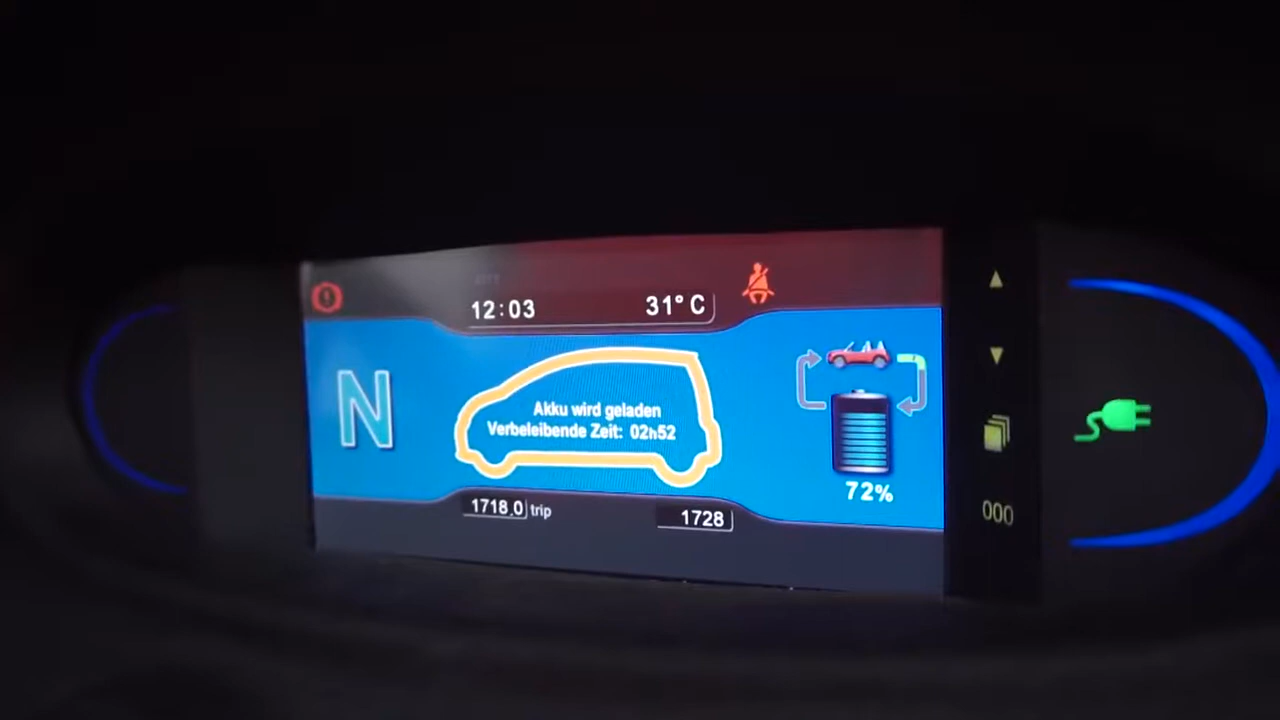 12:03 31° C
N
Akku wird geladen
Verbeleibende Zeit: 02h52
72%
1718.0 trip 1728
000